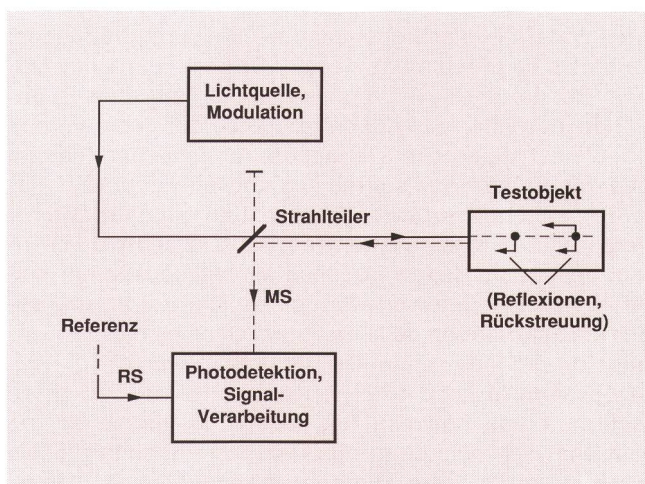 Lichtquelle,
Modulation
Testobjekt
Strahlteiler
MS
(Reflexionen,
Rückstreuung)
Referenz
RS
Photodetektion,
Signal-
Verarbeitung